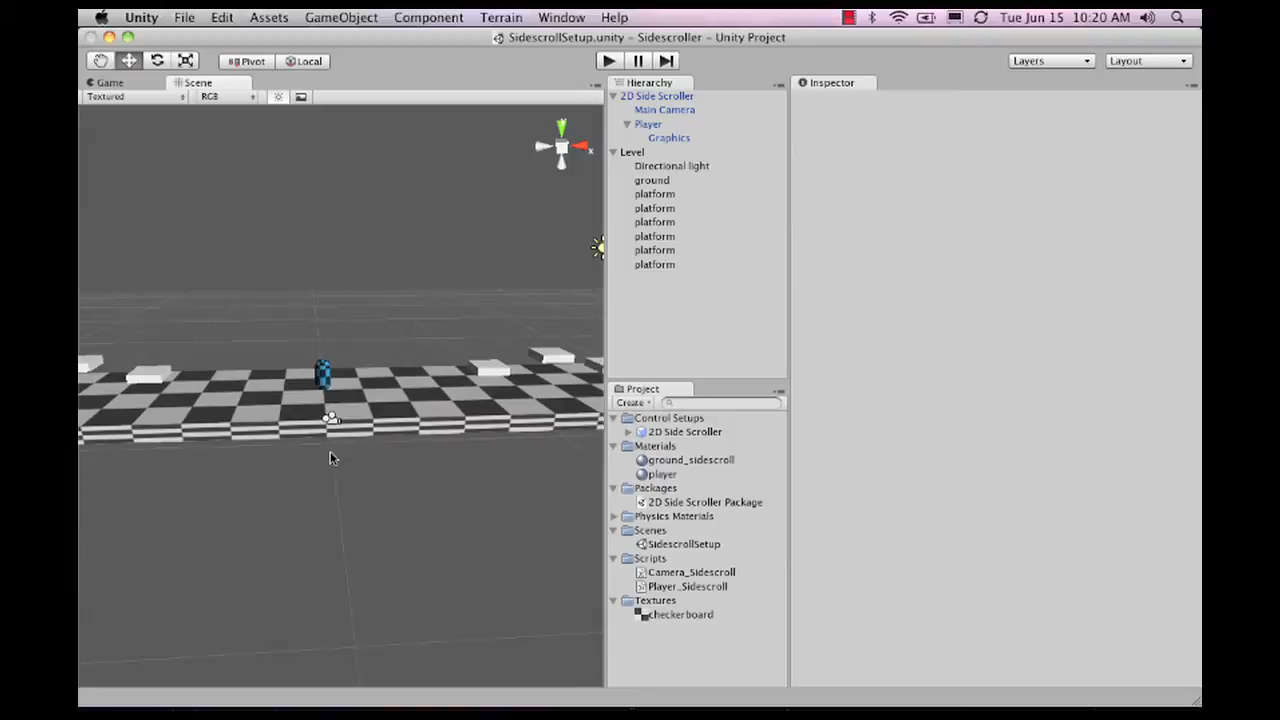 Unity File Edit Assets GameObject Component Terrain Window Help Tue Jun 15 10:20 AM
SidescrollSetup.unity – Sidescroller – Unity Project
Pivot Local Layers Layout
Game Scene
Textured RGB
y
x
Hierarchy
2D Side Scroller
Main Camera
Player
Graphics
Level
Directional light
ground
platform
platform
platform
platform
platform
platform
Project
Create
Control Setups
2D Side Scroller
Materials
ground_sidescroll
player
Packages
2D Side Scroller Package
Physics Materials
Scenes
SidescrollSetup
Scripts
Camera_Sidescroll
Player_Sidescroll
Textures
checkerboard
Inspector